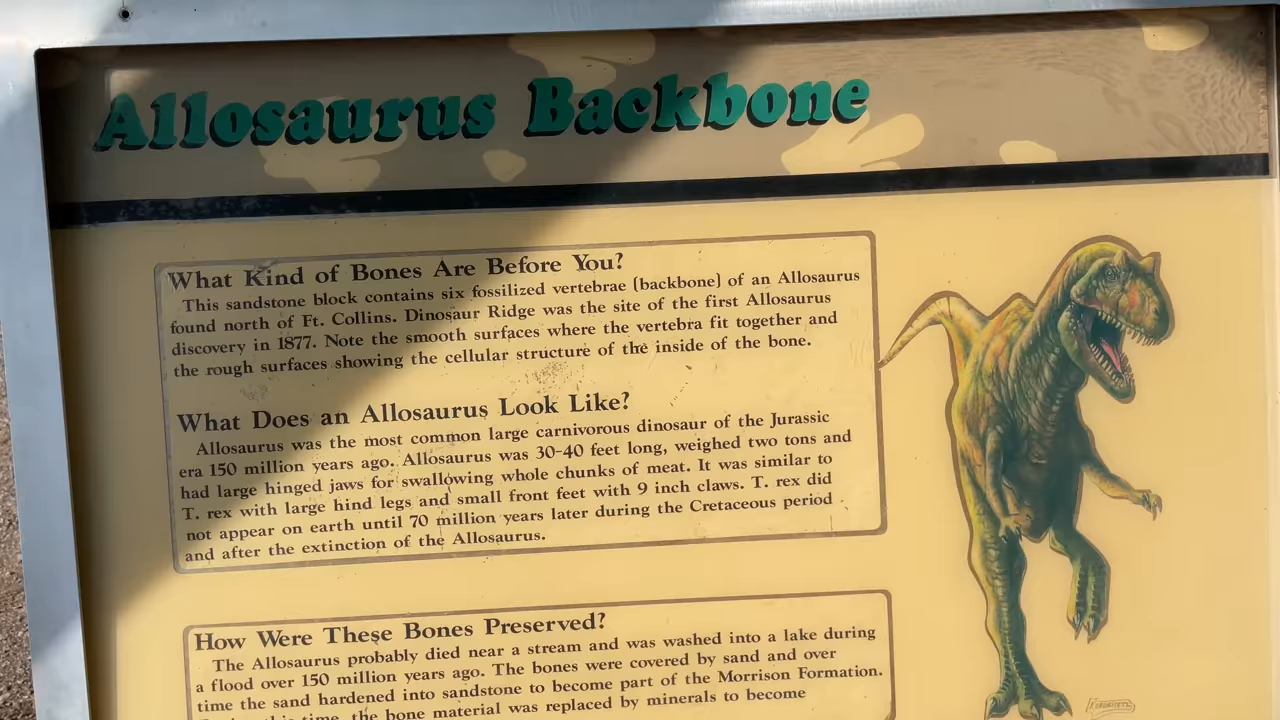 Allosaurus Backbone
What Kind of Bones Are Before You?
This sandstone block contains six fossilized vertebrae (backbone) of an Allosaurus
found north of Ft. Collins. Dinosaur Ridge was the site of the first Allosaurus
discovery in 1877. Note the smooth surfaces where the vertebra fit together and
the rough surfaces showing the cellular structure of the inside of the bone.
What Does an Allosaurus Look Like?
Allosaurus was the most common large carnivorous dinosaur of the Jurassic
era 150 million years ago. Allosaurus was 30-40 feet long, weighed two tons and
had large hinged jaws for swallowing whole chunks of meat. It was similar to
T. rex with large hind legs and small front feet with 9 inch claws. T. rex did
not appear on earth until 70 million years later during the Cretaceous period
and after the extinction of the Allosaurus.
How Were These Bones Preserved?
The Allosaurus probably died near a stream and was washed into a lake during
a flood over 150 million years ago. The bones were covered by sand and over
time the sand hardened into sandstone to become part of the Morrison Formation.
this time, the bone material was replaced by minerals to become